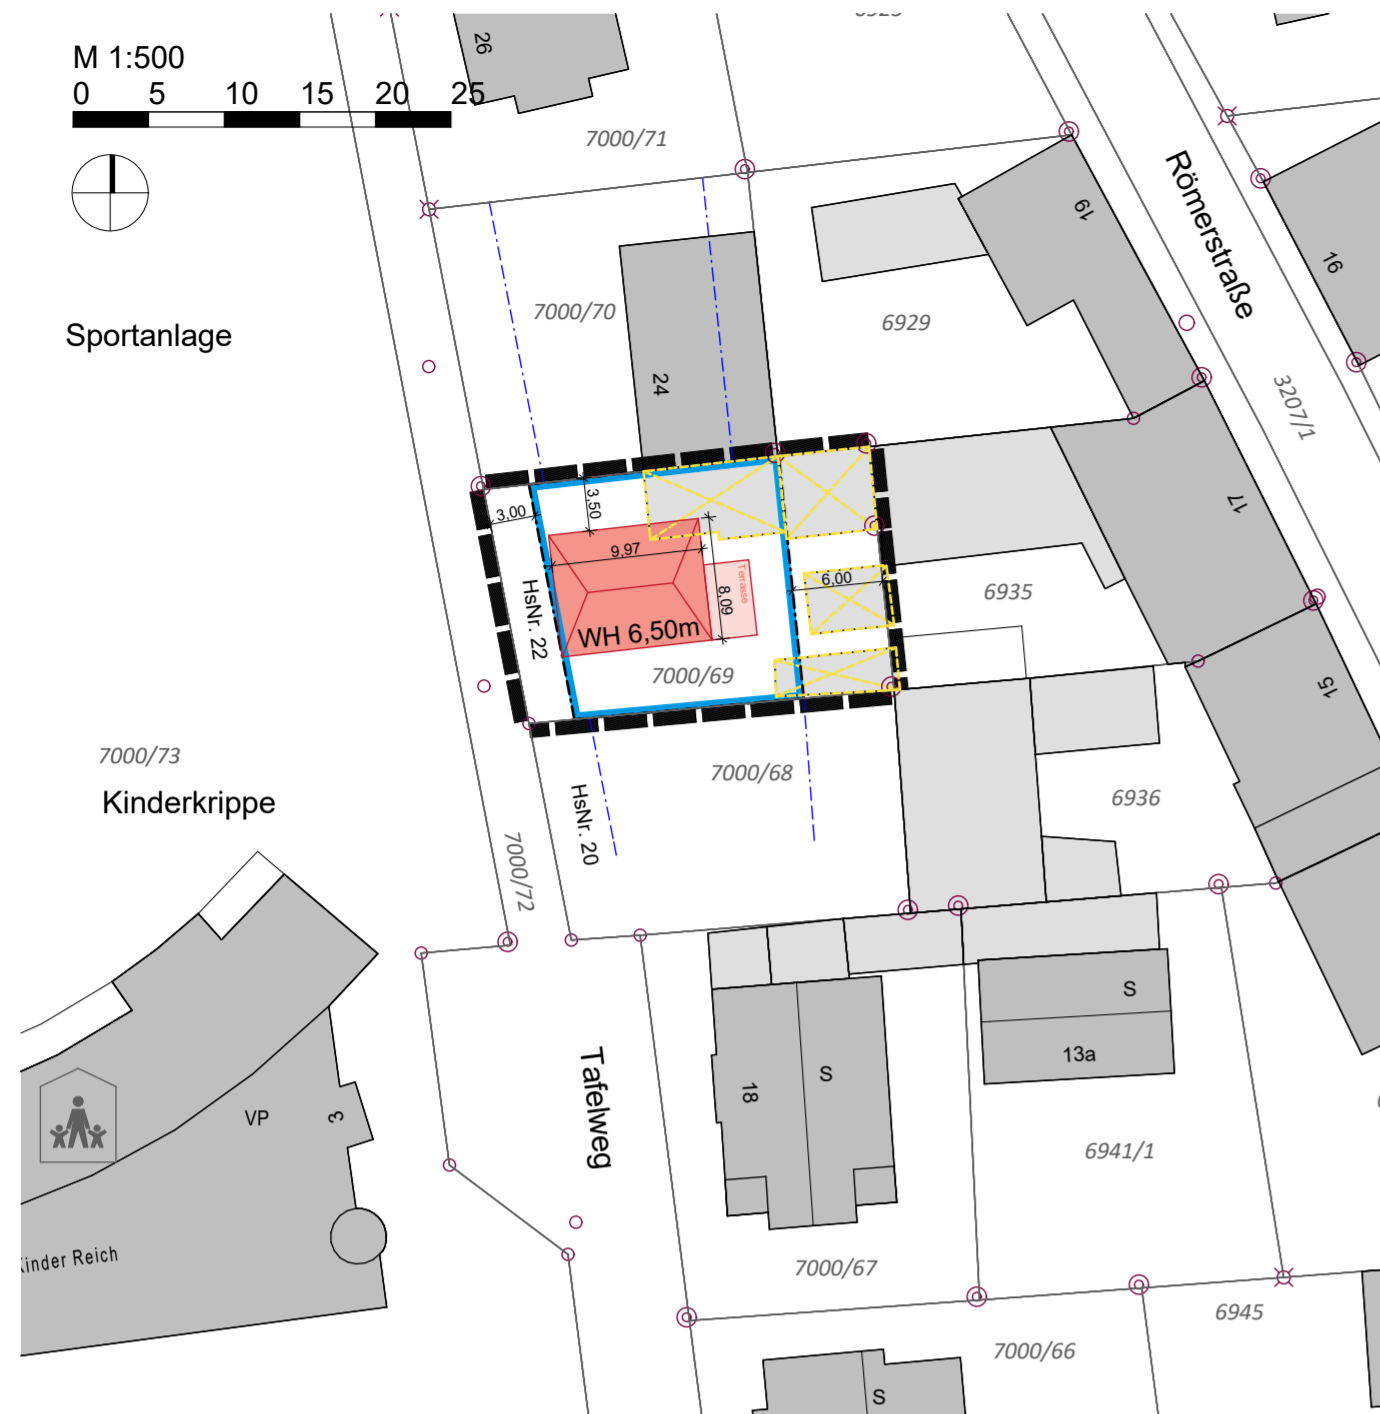 M 1:500
0 5 10 15 20 25
26
7000/71
Römerstraße
19
16
Sportanlage
7000/70
6929
24
3207/1
17
3,00
3,50
9,97
Terrasse
8,09
6,00
HsNr. 22
WH 6,50m
7000/69
6935
15
7000/73
Kinderkrippe
7000/68
6936
HsNr. 20
7000/72
S
13a
Tafelweg
18
S
VP
3
6941/1
Kinder Reich
7000/67
6945
7000/66
S